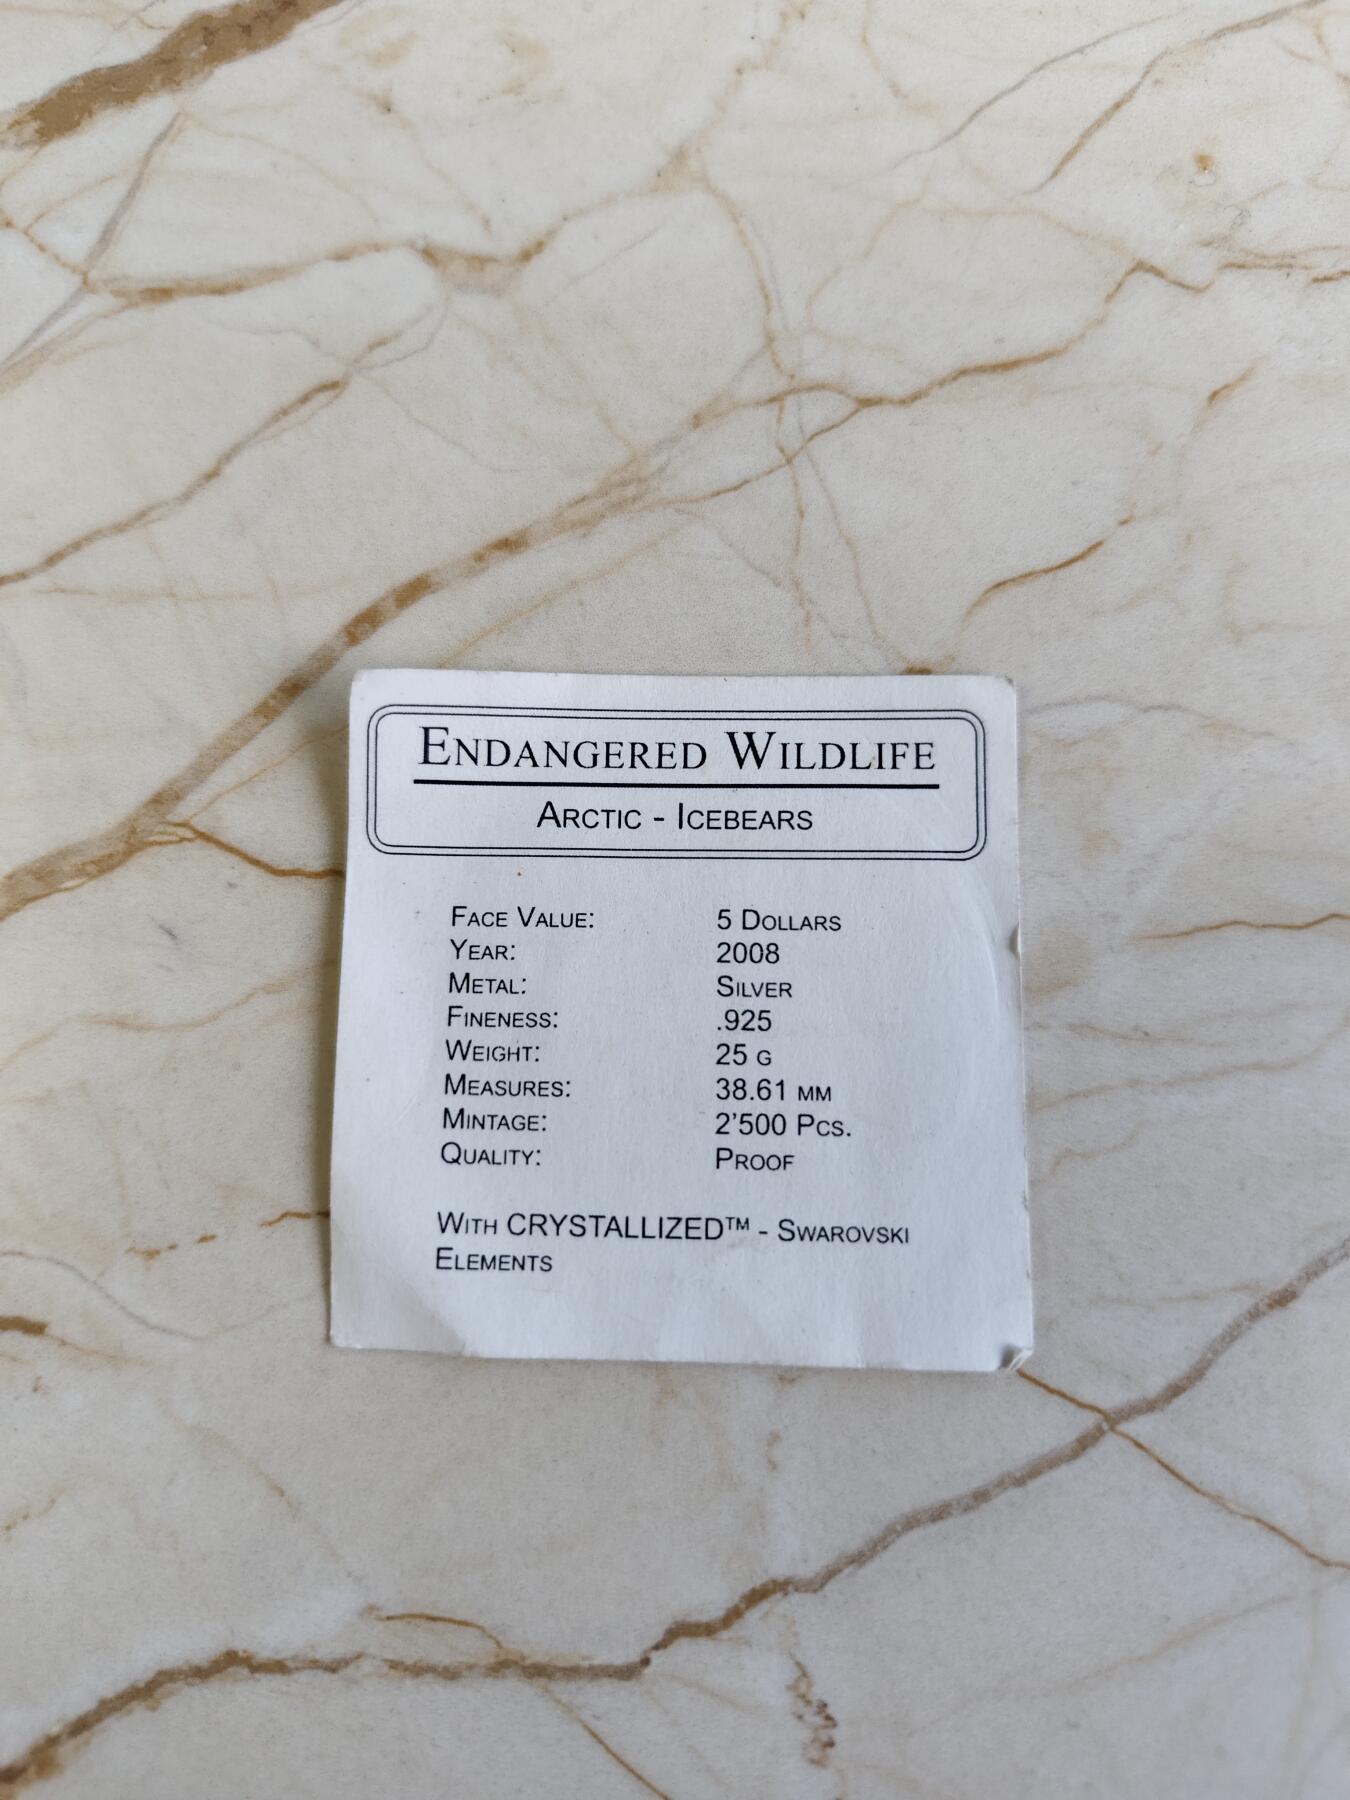 Endangered Wildlife
Arctic - Icebears
Face Value: 5 Dollars
Year: 2008
Metal: Silver
Fineness: .925
Weight: 25 g
Measures: 38.61 mm
Mintage: 2'500 Pcs.
Quality: Proof
With CRYSTALLIZED™ - Swarovski
Elements